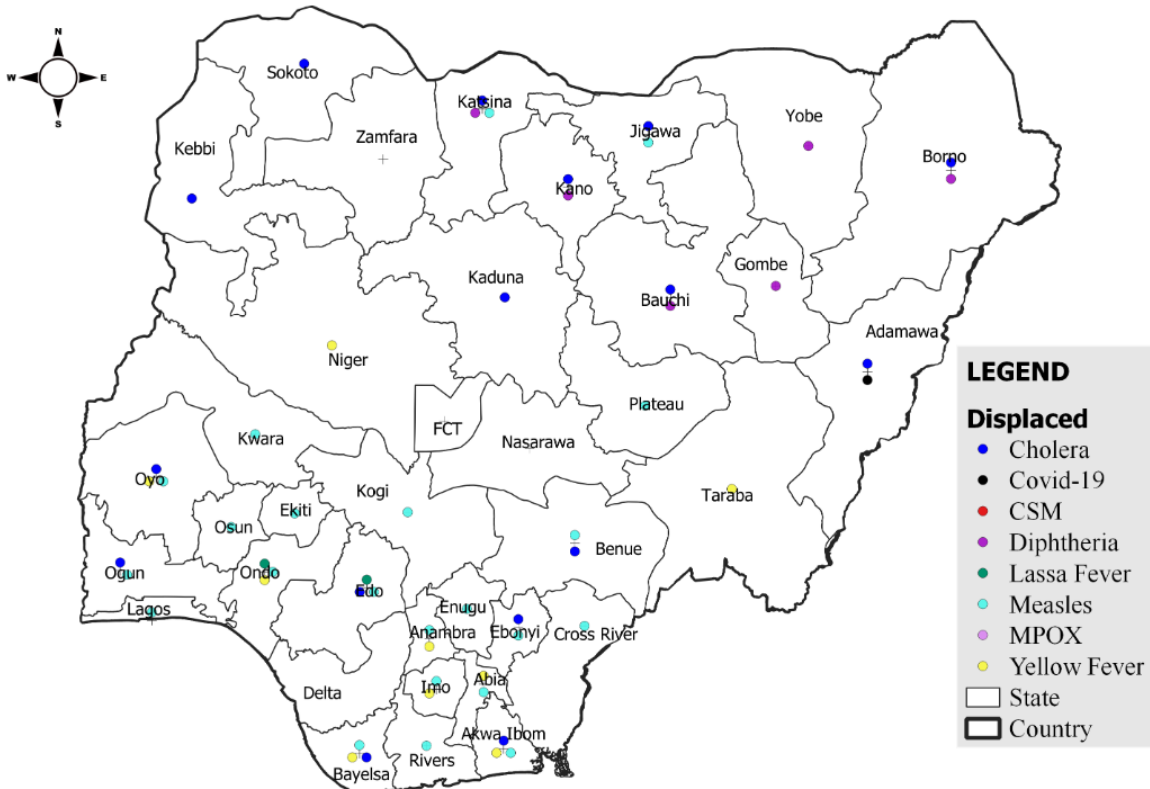 N
W E
S
Sokoto
Katsina
Zamfara
Jigawa
Yobe
Kebbi
Borno
Kano
Gombe
Kaduna
Bauchi
Adamawa
Niger
Plateau
FCT
Kwara
Nasarawa
Oyo
Kogi
Taraba
Ekiti
Osun
Benue
Ogun
Ondo
Edo
Lagos
Enugu
Anambra
Ebonyi
Cross River
Delta
Imo
Abia
Akwa Ibom
Rivers
Bayelsa
LEGEND
Displaced
Cholera
Covid-19
CSM
Diphtheria
Lassa Fever
Measles
MPOX
Yellow Fever
State
Country